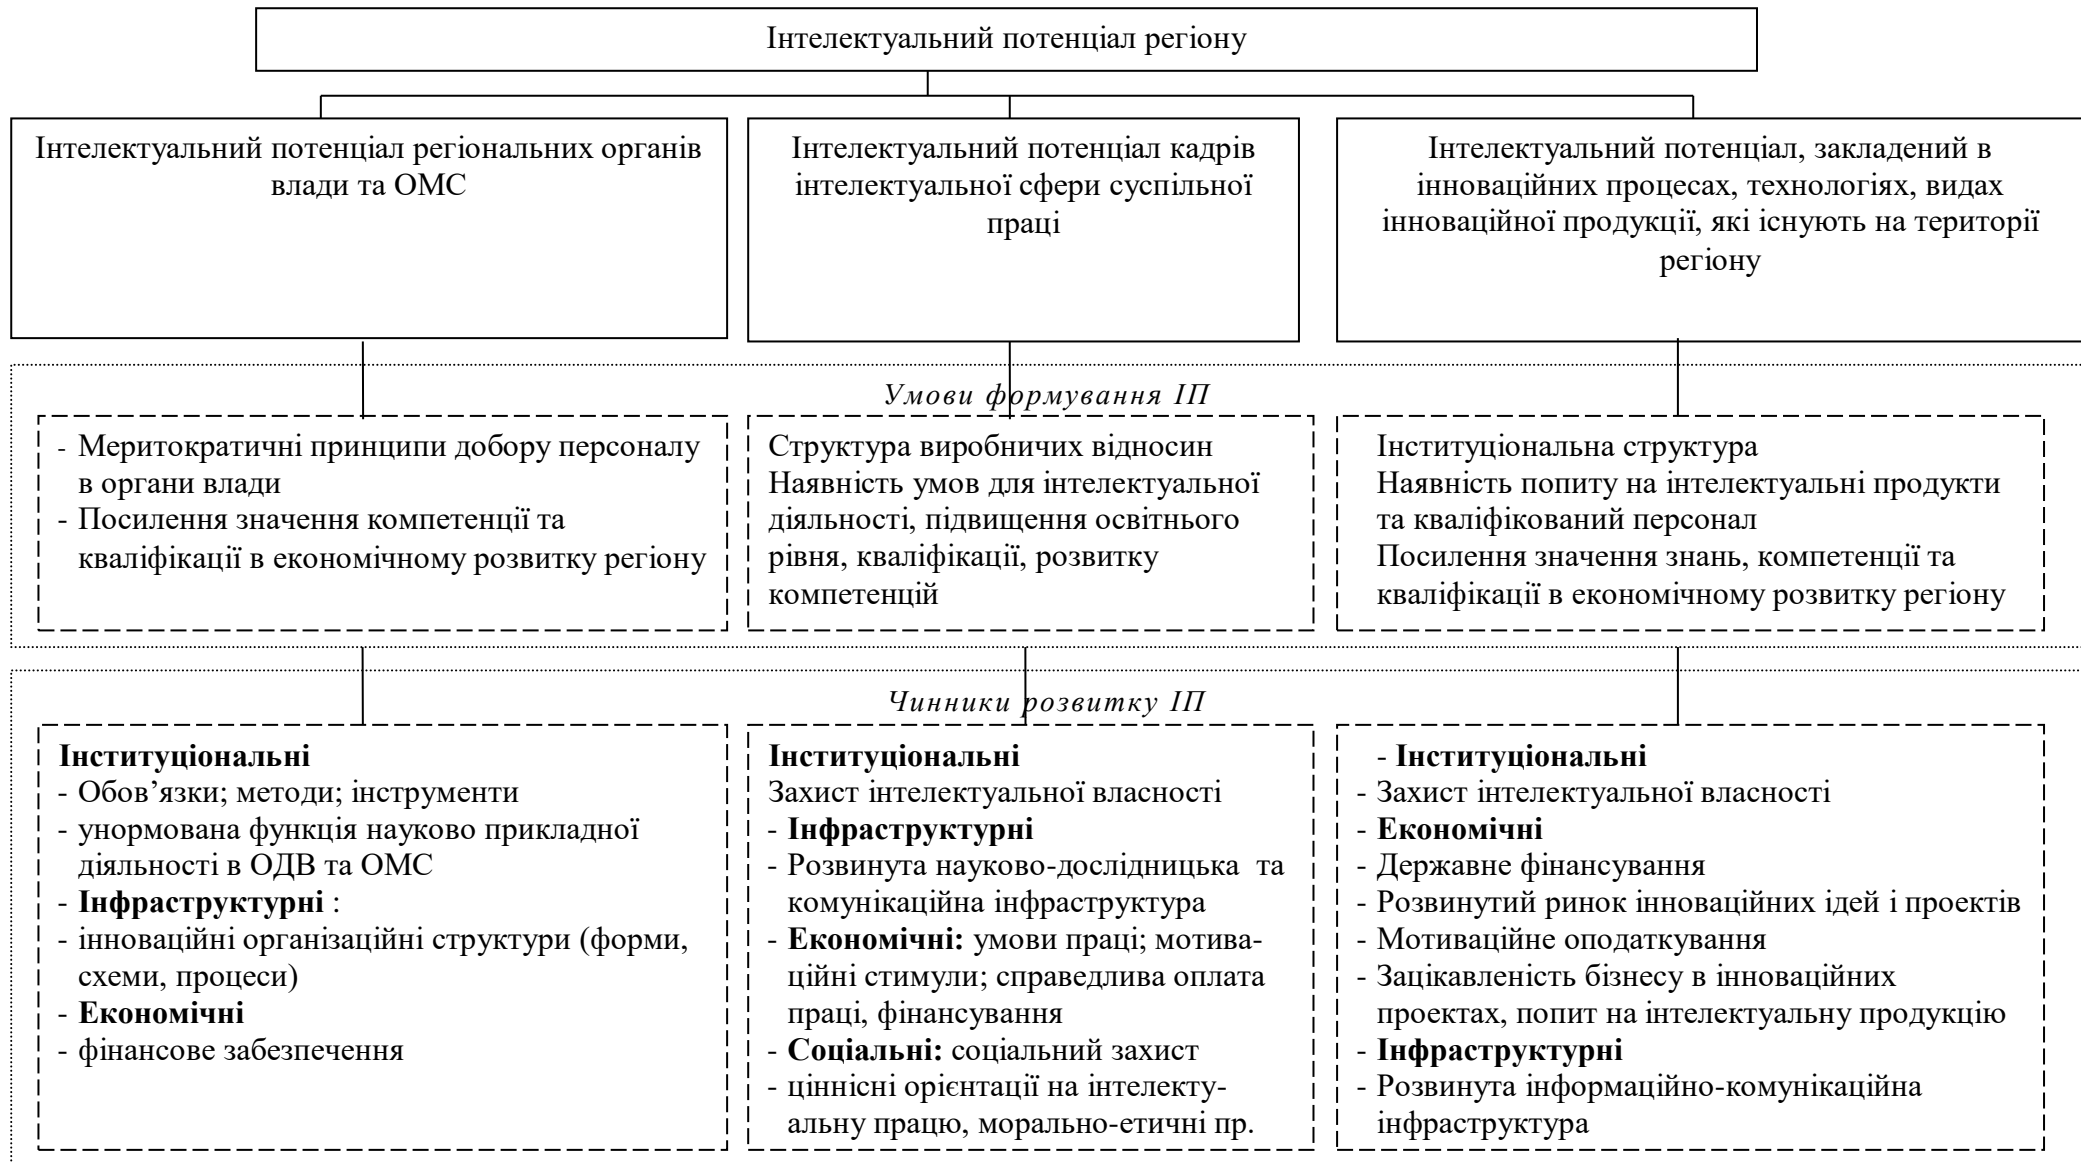 Інтелектуальний потенціал регіону
Інтелектуальний потенціал регіональних органів
влади та ОМС
Інтелектуальний потенціал кадрів
інтелектуальної сфери суспільної
праці
Інтелектуальний потенціал, закладений в
інноваційних процесах, технологіях, видах
інноваційної продукції, які існують на території
регіону
Умови формування ІП
- Меритократичні принципи добору персоналу
в органи влади
- Посилення значення компетенції та
кваліфікації в економічному розвитку регіону
Структура виробничих відносин
Наявність умов для інтелектуальної
діяльності, підвищення освітнього
рівня, кваліфікації, розвитку
компетенцій
Інституціональна структура
Наявність попиту на інтелектуальні продукти
та кваліфікований персонал
Посилення значення знань, компетенції та
кваліфікації в економічному розвитку регіону
Чинники розвитку ІП
Інституціональні
- Обов’язки; методи; інструменти
- унормована функція науково прикладної
діяльності в ОДВ та ОМС
- Інфраструктурні :
- інноваційні організаційні структури (форми,
схеми, процеси)
- Економічні
- фінансове забезпечення
Інституціональні
Захист інтелектуальної власності
- Інфраструктурні
- Розвинута науково-дослідницька та
комунікаційна інфраструктура
- Економічні: умови праці; мотива-
ційні стимули; справедлива оплата
праці, фінансування
- Соціальні: соціальний захист
- ціннісні орієнтації на інтелекту-
альну працю, морально-етичні пр.
- Інституціональні
- Захист інтелектуальної власності
- Економічні
- Державне фінансування
- Розвинутий ринок інноваційних ідей і проектів
- Мотиваційне оподаткування
- Зацікавленість бізнесу в інноваційних
проектах, попит на інтелектуальну продукцію
- Інфраструктурні
- Розвинута інформаційно-комунікаційна
інфраструктура